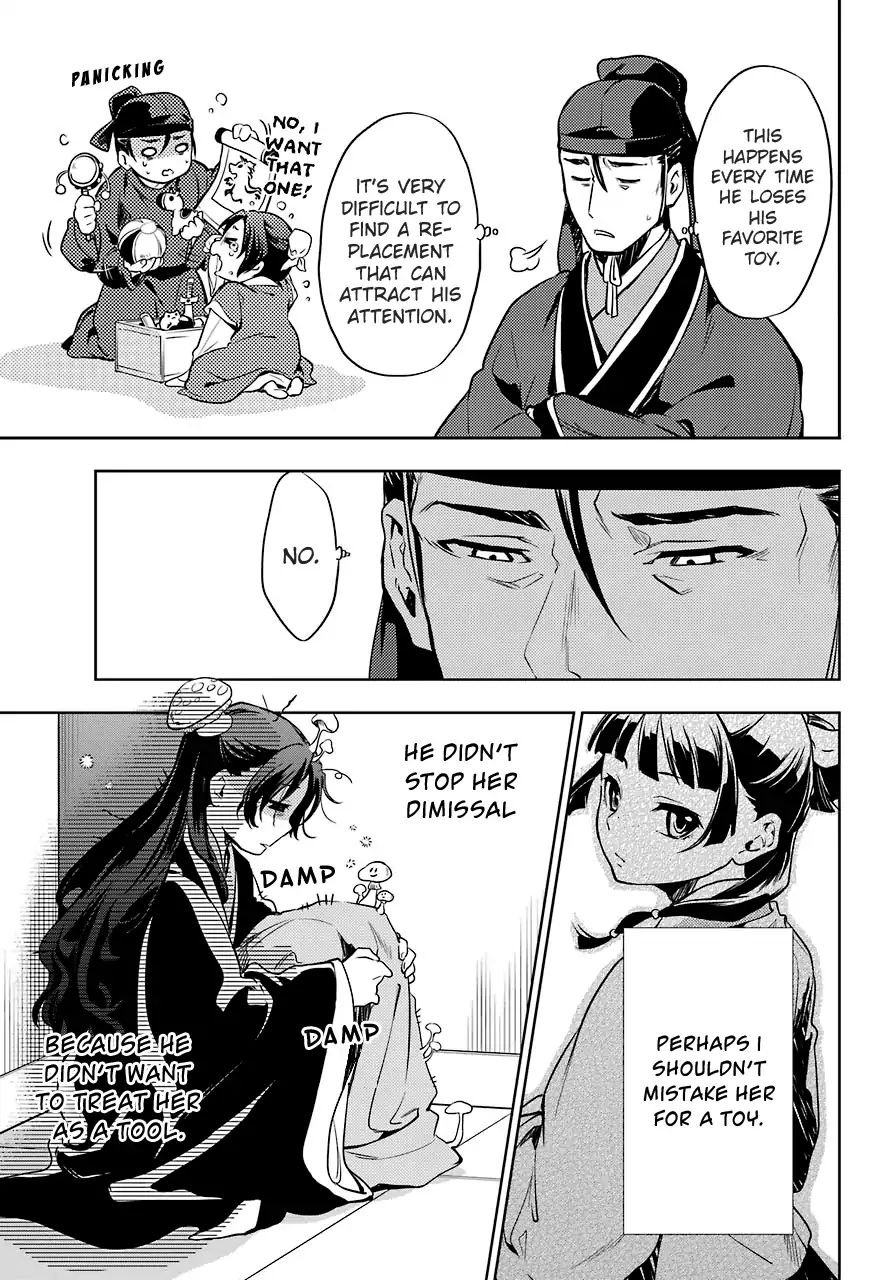 THIS
HAPPENS
EVERY TIME
HE LOSES
HIS
FAVORITE
TOY.
IT'S VERY
DIFFICULT TO
FIND A RE-
PLACEMENT
THAT CAN
ATTRACT HIS
ATTENTION.
PANICKING
NO, I
WANT
THAT
ONE!
NO.
PERHAPS I
SHOULDN'T
MISTAKE HER
FOR A TOY.
HE DIDN'T
STOP HER
DIMISSAL
DAMP
DAMP
BECAUSE HE
DIDN'T WANT
TO TREAT HER
AS A TOOL.